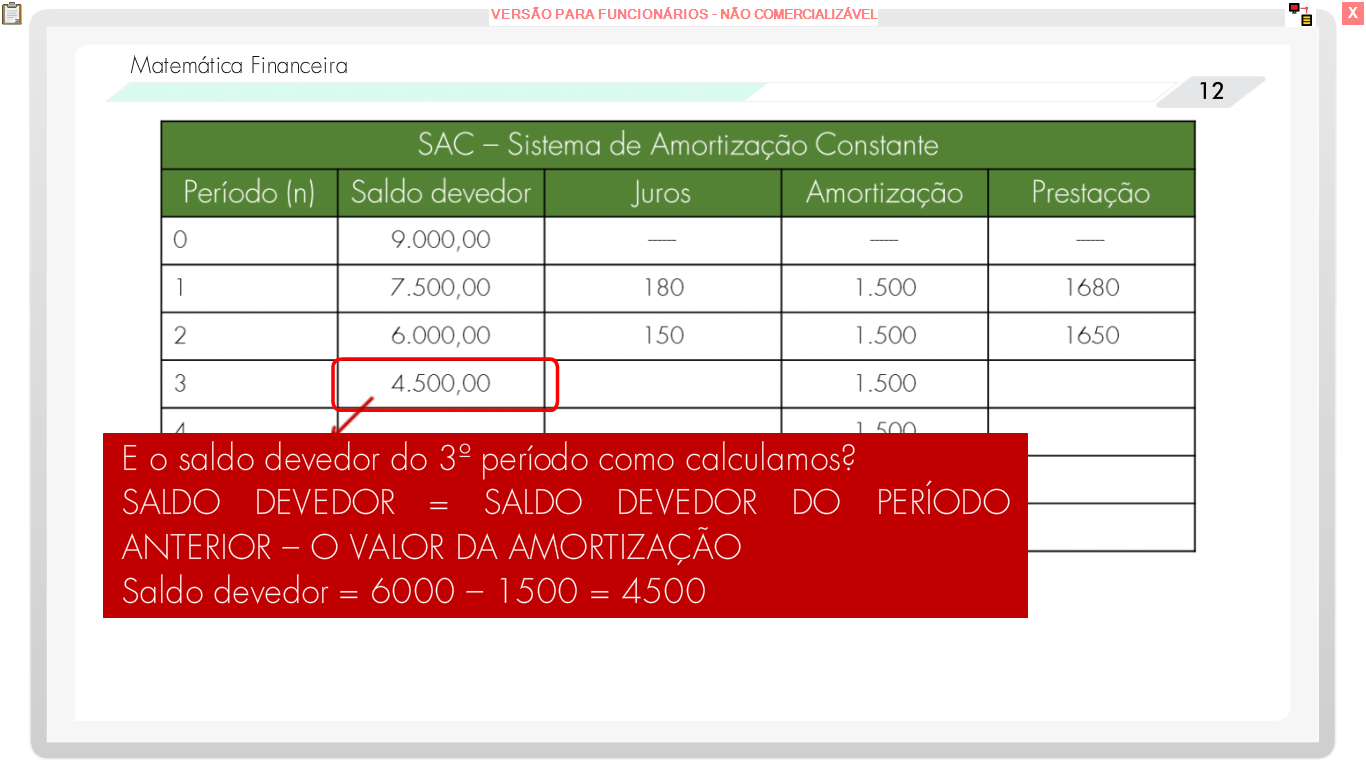 VERSÃO PARA FUNCIONÁRIOS - NÃO COMERCIALIZÁVEL
X
Matemática Financeira
12
SAC – Sistema de Amortização Constante
Período (n) Saldo devedor Juros Amortização Prestação
0 9.000,00 ------ ------ ------
1 7.500,00 180 1.500 1680
2 6.000,00 150 1.500 1650
3 4.500,00 1.500
4 1.500
E o saldo devedor do 3º período como calculamos?
SALDO DEVEDOR = SALDO DEVEDOR DO PERÍODO
ANTERIOR – O VALOR DA AMORTIZAÇÃO
Saldo devedor = 6000 – 1500 = 4500